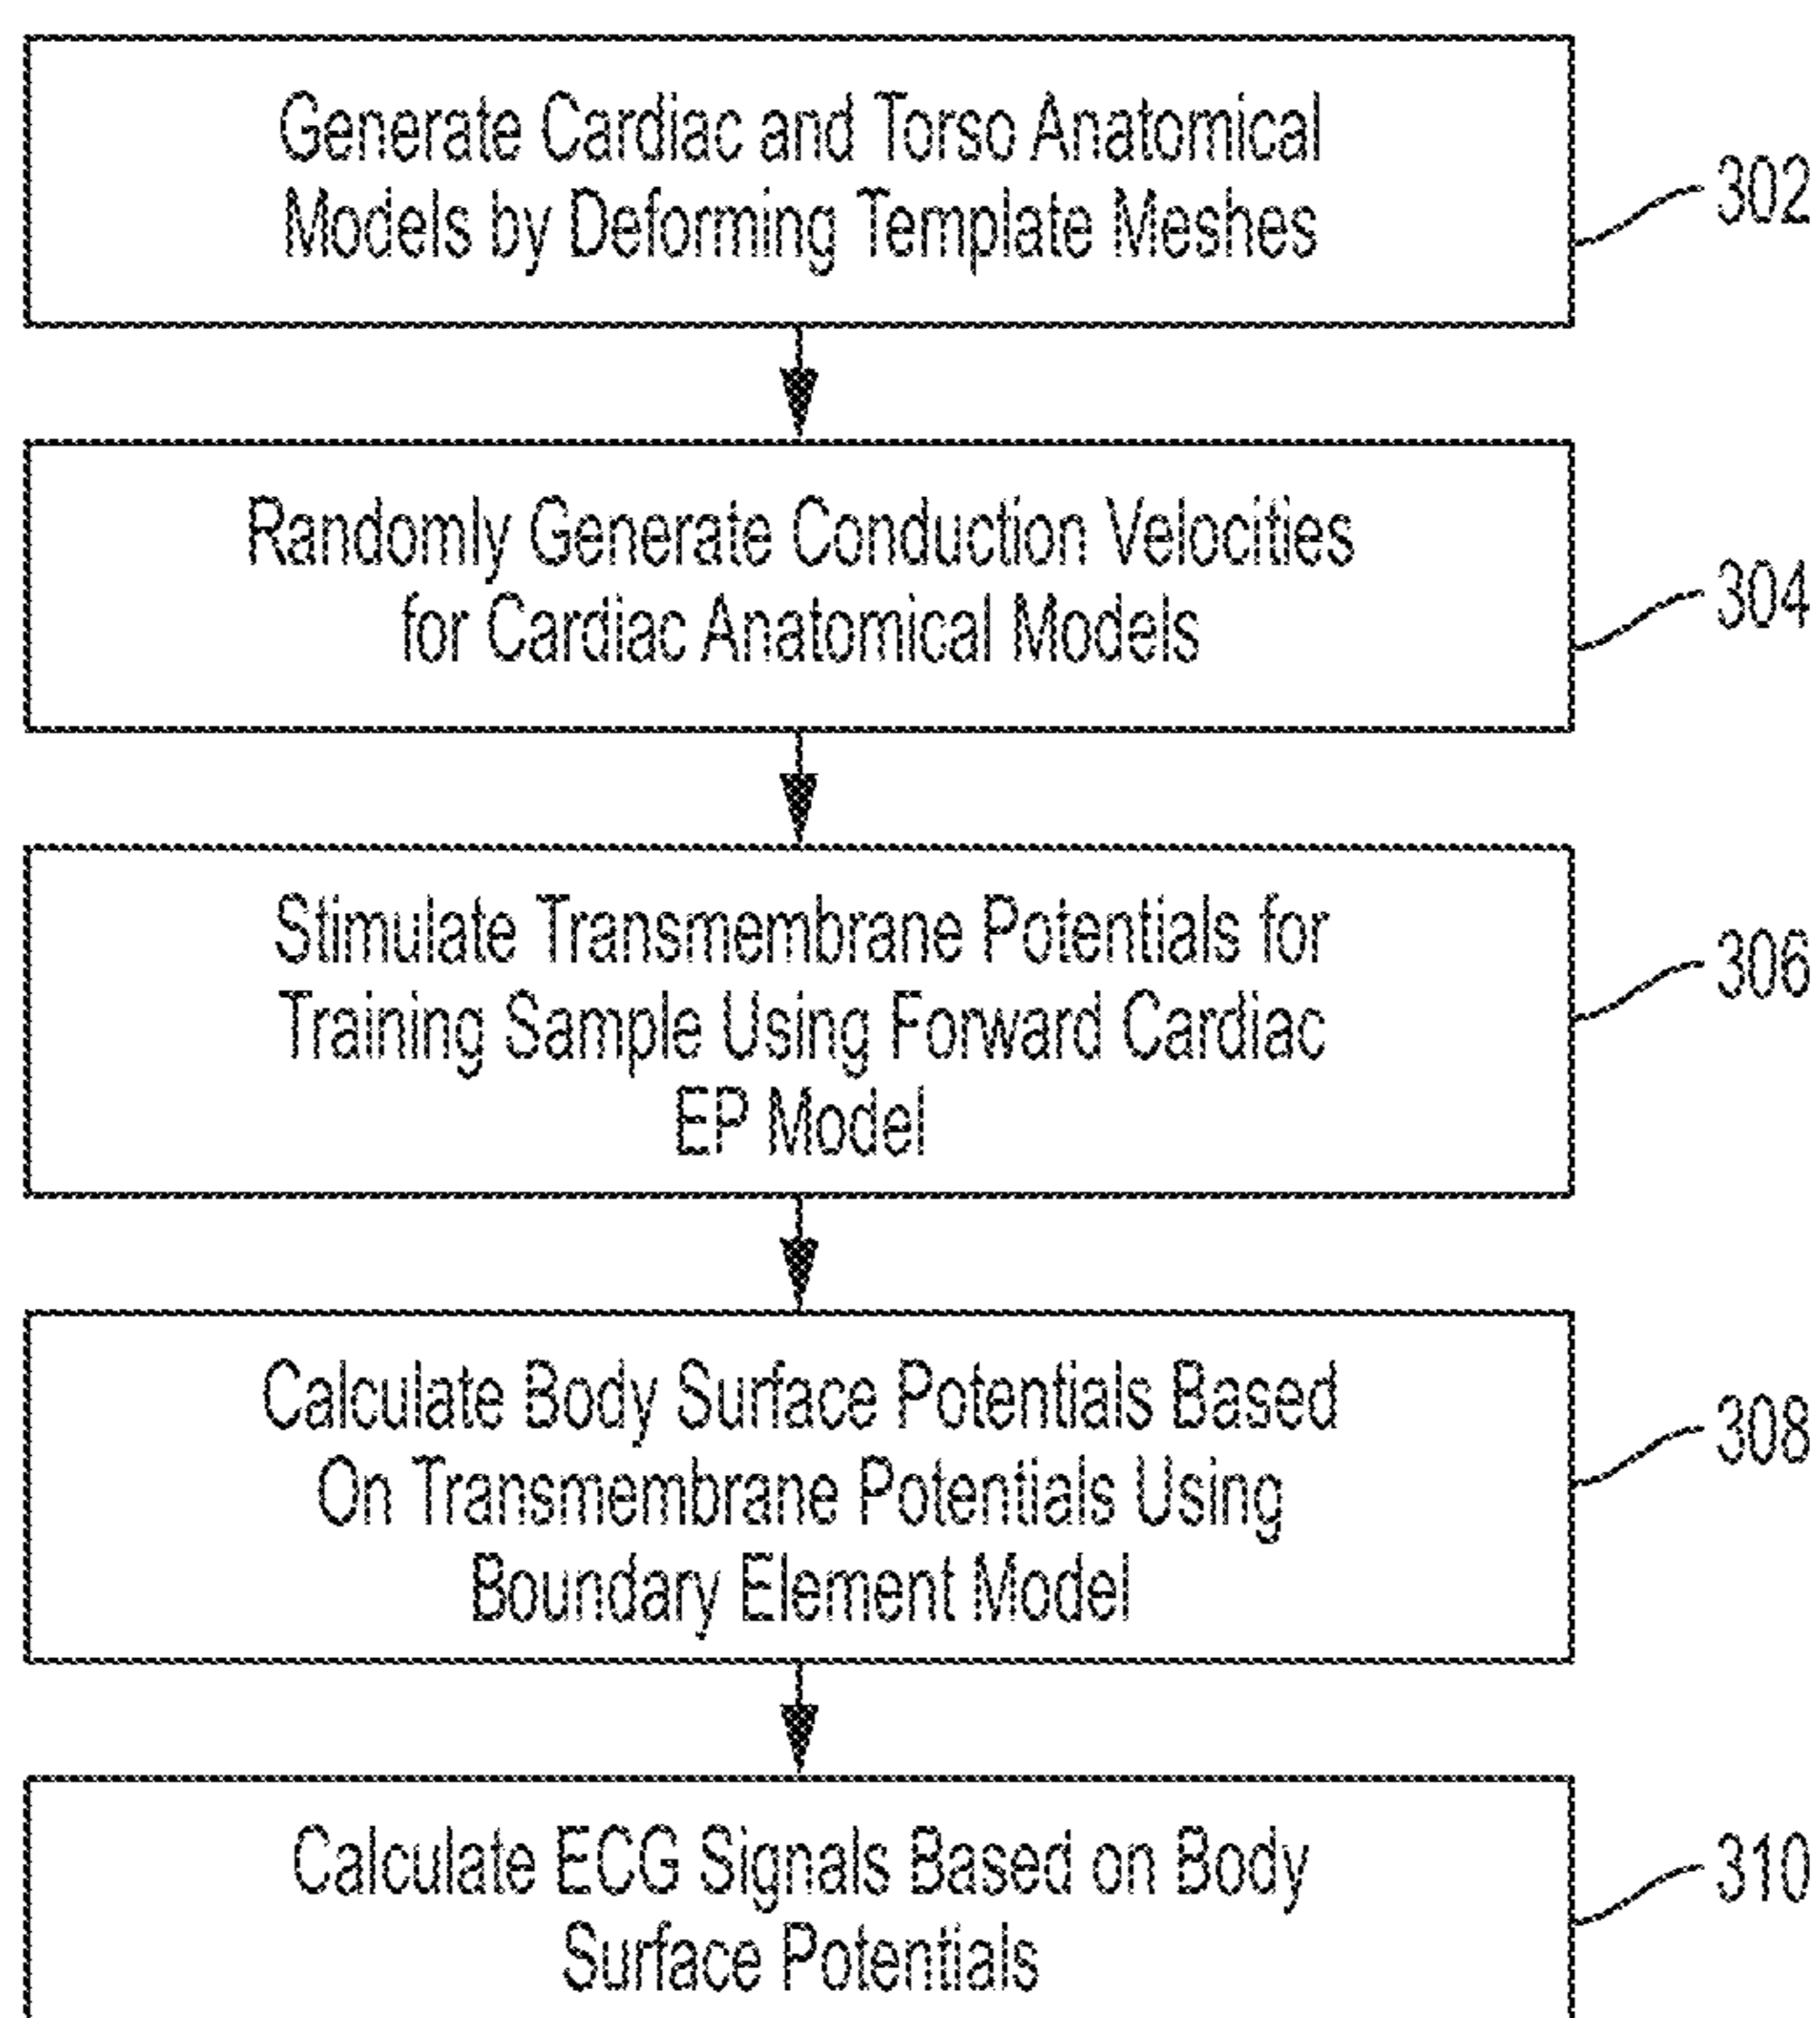 Generate Cardiac and Torso Anatomical
Models by Deforming Template Meshes
302
Randomly Generate Conduction Velocities
for Cardiac Anatomical Models
304
Stimulate Transmembrane Potentials for
Training Sample Using Forward Cardiac
EP Model
306
Calculate Body Surface Potentials Based
On Transmembrane Potentials Using
Boundary Element Model
308
Calculate ECG Signals Based on Body
Surface Potentials
310